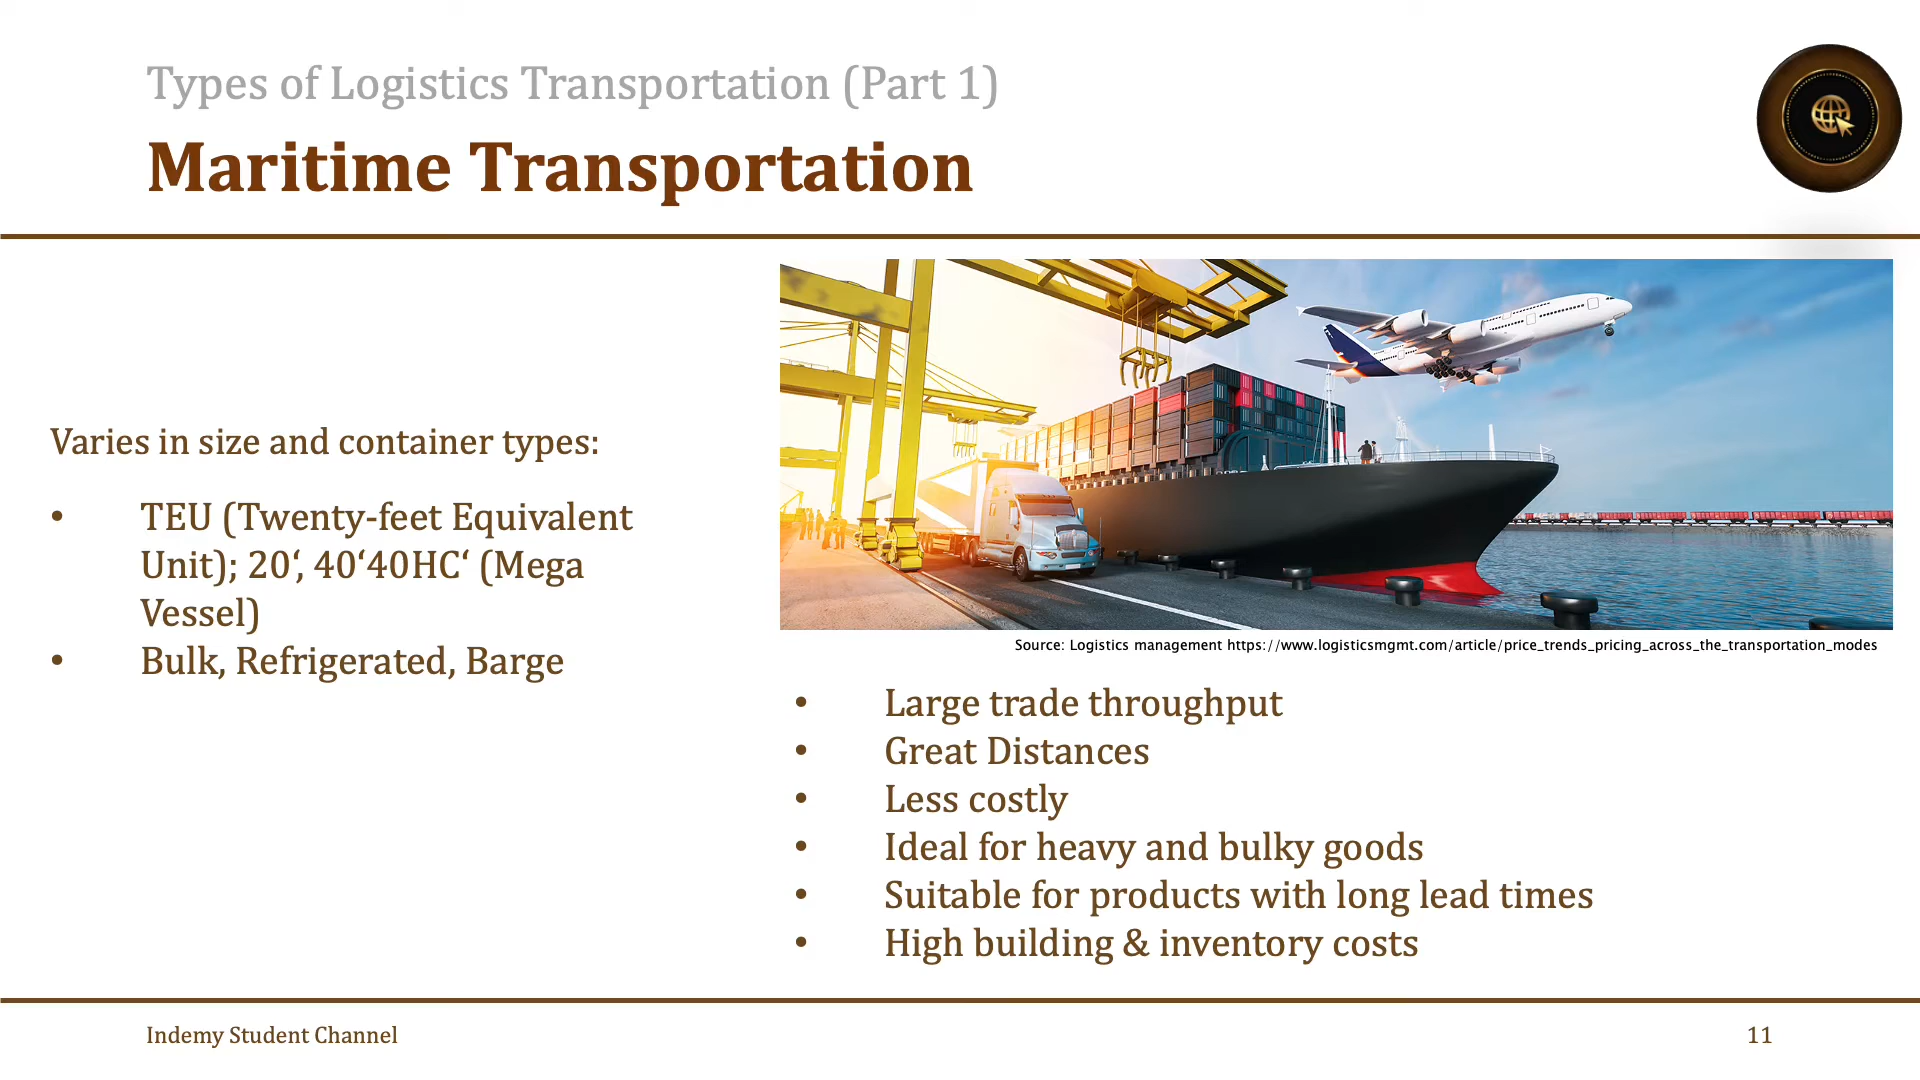 Types of Logistics Transportation (Part 1)
Maritime Transportation
Varies in size and container types:
• TEU (Twenty-feet Equivalent
Unit); 20‘, 40‘40HC‘ (Mega
Vessel)
• Bulk, Refrigerated, Barge
Source: Logistics management https://www.logisticsmgmt.com/article/price_trends_pricing_across_the_transportation_modes
• Large trade throughput
• Great Distances
• Less costly
• Ideal for heavy and bulky goods
• Suitable for products with long lead times
• High building & inventory costs
Indemy Student Channel
11